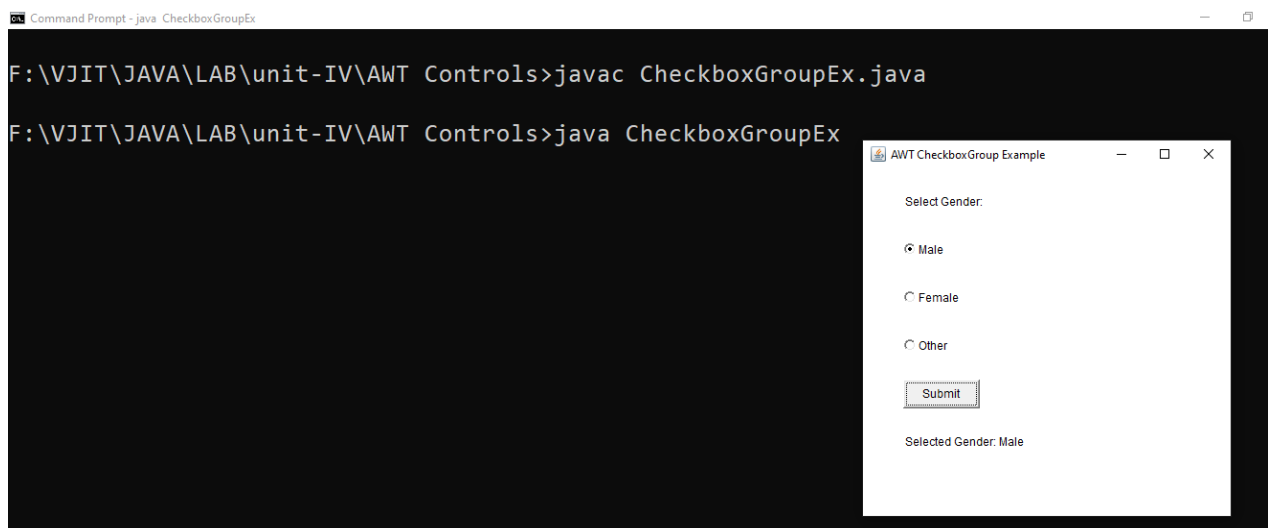 Command Prompt - java CheckboxGroupEx
F:\VJIT\JAVA\LAB\unit-IV\AWT Controls>javac CheckboxGroupEx.java
F:\VJIT\JAVA\LAB\unit-IV\AWT Controls>java CheckboxGroupEx
AWT CheckboxGroup Example
Select Gender:
Male
Female
Other
Submit
Selected Gender: Male